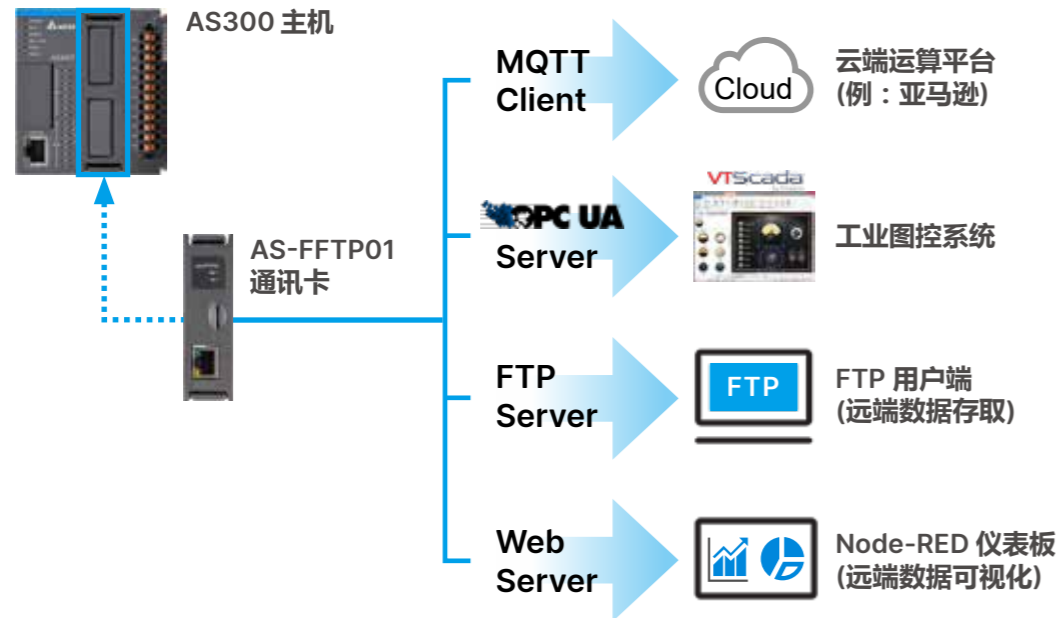 AS300 主机
AS-FFTP01
通讯卡
MQTT
Client
Cloud
云端运算平台
(例：亚马逊)
OPC UA
Server
VTScada
工业图控系统
FTP
Server
FTP
FTP 用户端
(远端数据存取)
Web
Server
Node-RED 仪表板
(远端数据可视化)